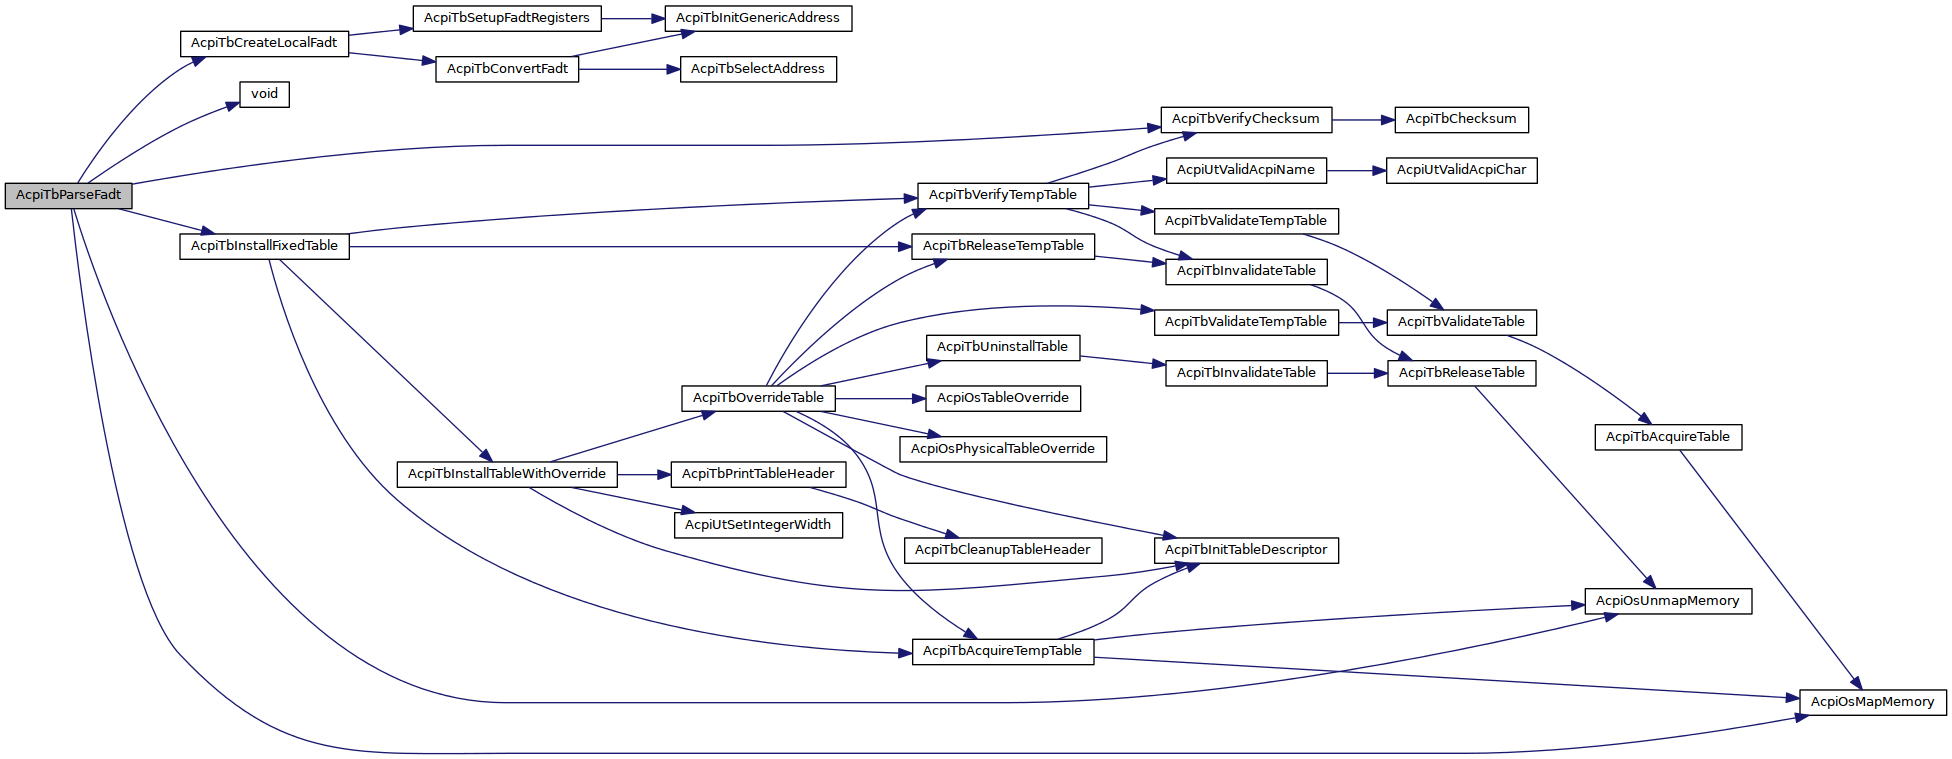 AcpiTbSetupFadtRegisters
AcpiTbInitGenericAddress
AcpiTbCreateLocalFadt
AcpiTbConvertFadt
AcpiTbSelectAddress
void
AcpiTbVerifyChecksum
AcpiTbChecksum
AcpiUtValidAcpiName
AcpiUtValidAcpiChar
AcpiTbParseFadt
AcpiTbVerifyTempTable
AcpiTbValidateTempTable
AcpiTbInstallFixedTable
AcpiTbReleaseTempTable
AcpiTbInvalidateTable
AcpiTbValidateTempTable
AcpiTbValidateTable
AcpiTbUninstallTable
AcpiTbInvalidateTable
AcpiTbReleaseTable
AcpiTbOverrideTable
AcpiOsTableOverride
AcpiTbAcquireTable
AcpiOsPhysicalTableOverride
AcpiTbInstallTableWithOverride
AcpiTbPrintTableHeader
AcpiUtSetIntegerWidth
AcpiTbCleanupTableHeader
AcpiTbInitTableDescriptor
AcpiOsUnmapMemory
AcpiTbAcquireTempTable
AcpiOsMapMemory